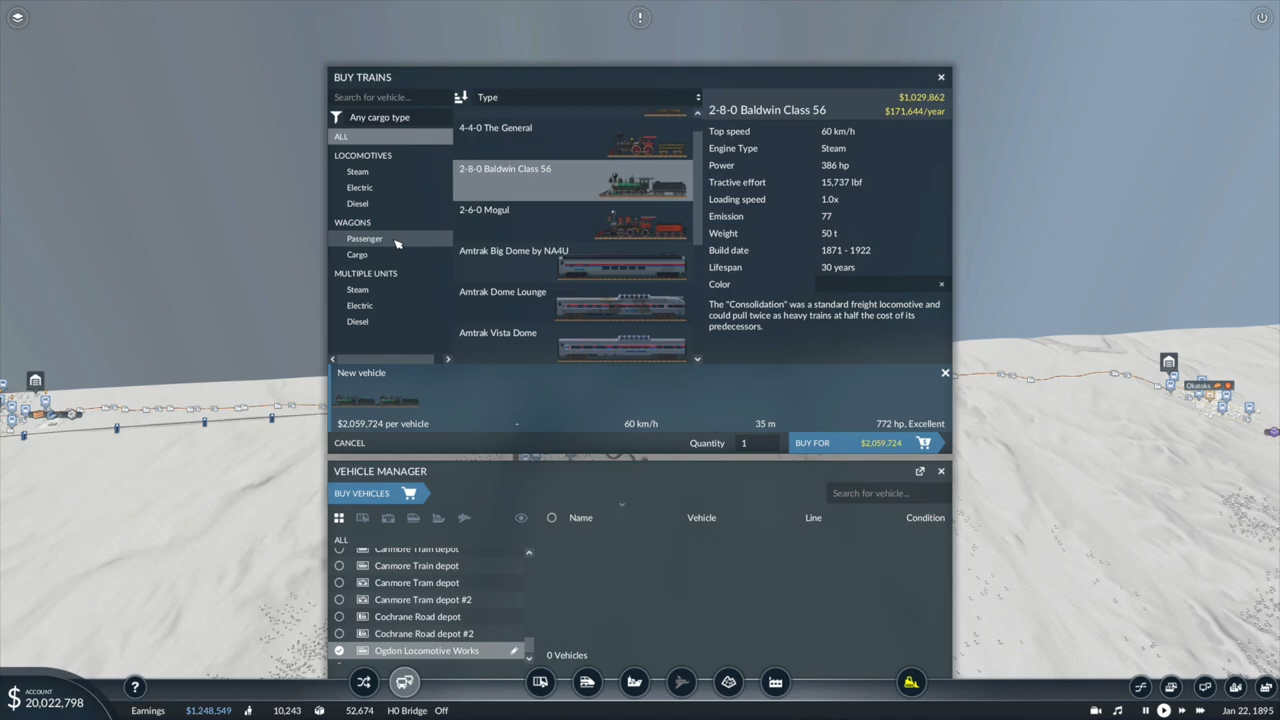 BUY TRAINS
Search for vehicle...
Type
Any cargo type
ALL
LOCOMOTIVES
Steam
Electric
Diesel
WAGONS
Passenger
Cargo
MULTIPLE UNITS
Steam
Electric
Diesel
4-4-0 The General
2-8-0 Baldwin Class 56
2-6-0 Mogul
Amtrak Big Dome by NA4U
Amtrak Dome Lounge
Amtrak Vista Dome
$1,029,862
2-8-0 Baldwin Class 56
$171,644/year
Top speed 60 km/h
Engine Type Steam
Power 386 hp
Tractive effort 15,737 lbf
Loading speed 1.0x
Emission 77
Weight 50 t
Build date 1871 - 1922
Lifespan 30 years
Color
The "Consolidation" was a standard freight locomotive and
could pull twice as heavy trains at half the cost of its
predecessors.
New vehicle
$2,059,724 per vehicle - 60 km/h 35 m 772 hp, Excellent
CANCEL Quantity 1 BUY FOR $2,059,724
Okotoks
VEHICLE MANAGER
BUY VEHICLES
Search for vehicle...
Name Vehicle Line Condition
ALL
Canmore Train depot
Canmore Train depot
Canmore Tram depot
Canmore Tram depot #2
Cochrane Road depot
Cochrane Road depot #2
Ogdon Locomotive Works
0 Vehicles
$ ACCOUNT
20,022,798
?
Earnings $1,248,549 10,243 52,674 H0 Bridge Off
Jan 22, 1895